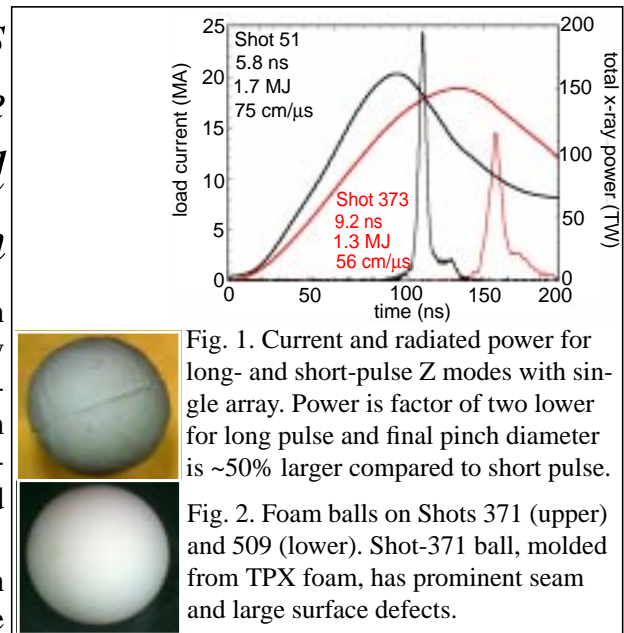 25
20
15
10
5
0
load current (MA)
Shot 51
5.8 ns
1.7 MJ
75 cm/µs
Shot 373
9.2 ns
1.3 MJ
56 cm/µs
200
150
100
50
0
total x-ray power (TW)
0 50 100 150 200
time (ns)
Fig. 1. Current and radiated power for
long- and short-pulse Z modes with sin-
gle array. Power is factor of two lower
for long pulse and final pinch diameter
is ~50% larger compared to short pulse.
Fig. 2. Foam balls on Shots 371 (upper)
and 509 (lower). Shot-371 ball, molded
from TPX foam, has prominent seam
and large surface defects.